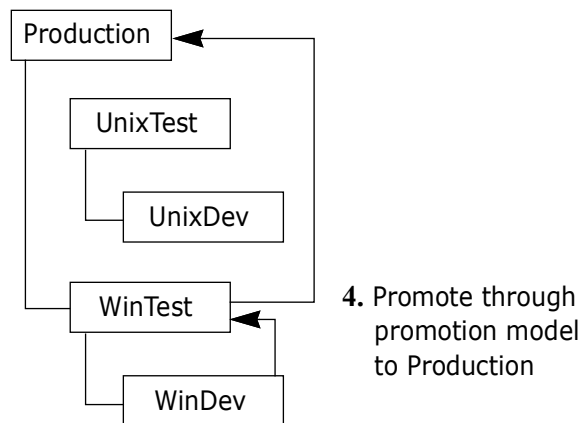 Production
UnixTest
UnixDev
WinTest
4. Promote through
promotion model
to Production
WinDev